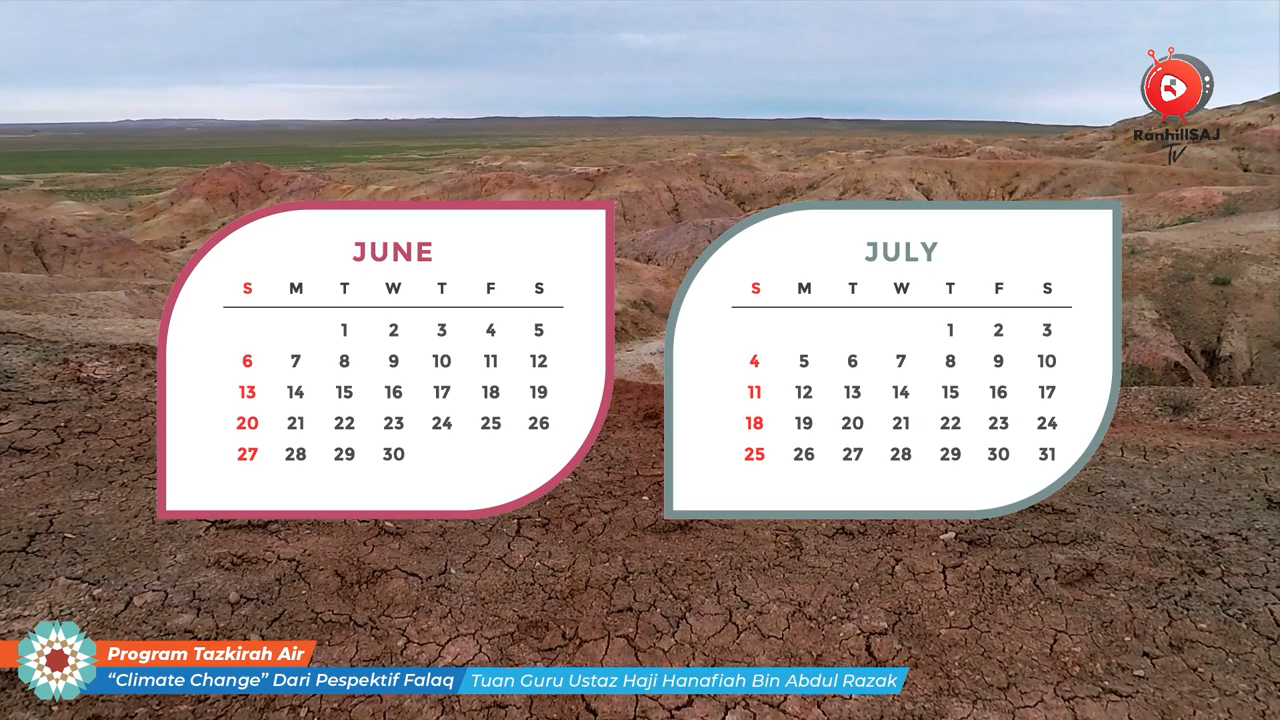 RanhillSAJ
TV
JUNE
S M T W T F S
1 2 3 4 5
6 7 8 9 10 11 12
13 14 15 16 17 18 19
20 21 22 23 24 25 26
27 28 29 30
JULY
S M T W T F S
1 2 3
4 5 6 7 8 9 10
11 12 13 14 15 16 17
18 19 20 21 22 23 24
25 26 27 28 29 30 31
Program Tazkirah Air
“Climate Change” Dari Pespektif Falaq Tuan Guru Ustaz Haji Hanafiah Bin Abdul Razak